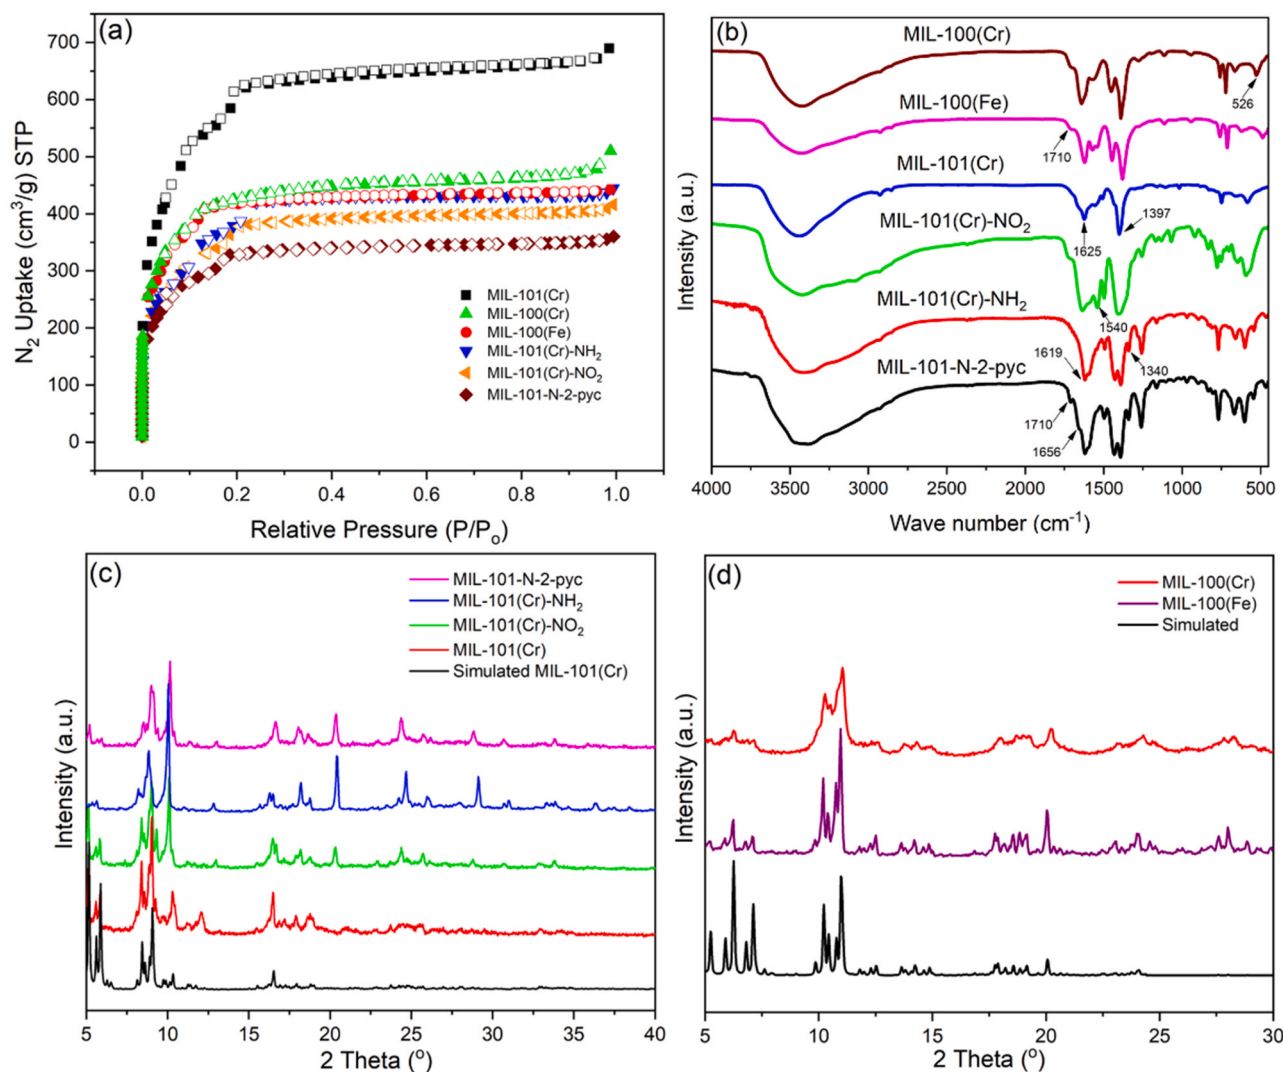 (a)
700
600
500
400
300
200
100
0
N₂ Uptake (cm³/g) STP
MIL-101(Cr)
MIL-100(Cr)
MIL-100(Fe)
MIL-101(Cr)-NH₂
MIL-101(Cr)-NO₂
MIL-101-N-2-pyc
0.0 0.2 0.4 0.6 0.8 1.0
Relative Pressure (P/Pₒ)
(b)
MIL-100(Cr)
526
MIL-100(Fe)
1710
MIL-101(Cr)
1625
1397
MIL-101(Cr)-NO₂
1540
MIL-101(Cr)-NH₂
1619
1340
MIL-101-N-2-pyc
1710
1656
Intensity (a.u.)
4000 3500 3000 2500 2000 1500 1000 500
Wave number (cm⁻¹)
(c)
MIL-101-N-2-pyc
MIL-101(Cr)-NH₂
MIL-101(Cr)-NO₂
MIL-101(Cr)
Simulated MIL-101(Cr)
Intensity (a.u.)
5 10 15 20 25 30 35 40
2 Theta (°)
(d)
MIL-100(Cr)
MIL-100(Fe)
Simulated
Intensity (a.u.)
5 10 15 20 25 30
2 Theta (°)